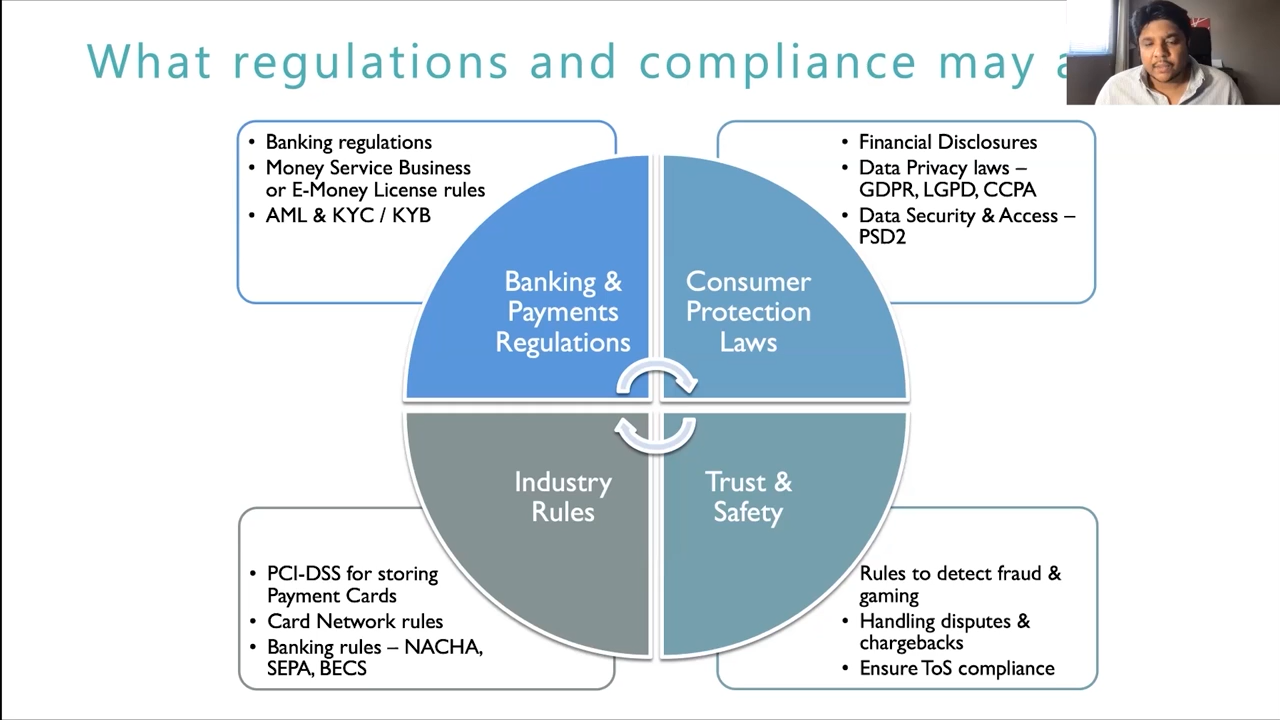 What regulations and compliance may a
• Banking regulations
• Money Service Business
or E-Money License rules
• AML & KYC / KYB
• Financial Disclosures
• Data Privacy laws –
GDPR, LGPD, CCPA
• Data Security & Access –
PSD2
Banking &
Payments
Regulations
Consumer
Protection
Laws
Industry
Rules
Trust &
Safety
• PCI-DSS for storing
Payment Cards
• Card Network rules
• Banking rules – NACHA,
SEPA, BECS
Rules to detect fraud &
gaming
• Handling disputes &
chargebacks
• Ensure ToS compliance